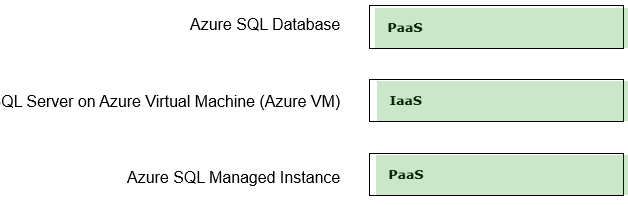 Azure SQL Database
PaaS
QL Server on Azure Virtual Machine (Azure VM)
IaaS
Azure SQL Managed Instance
PaaS